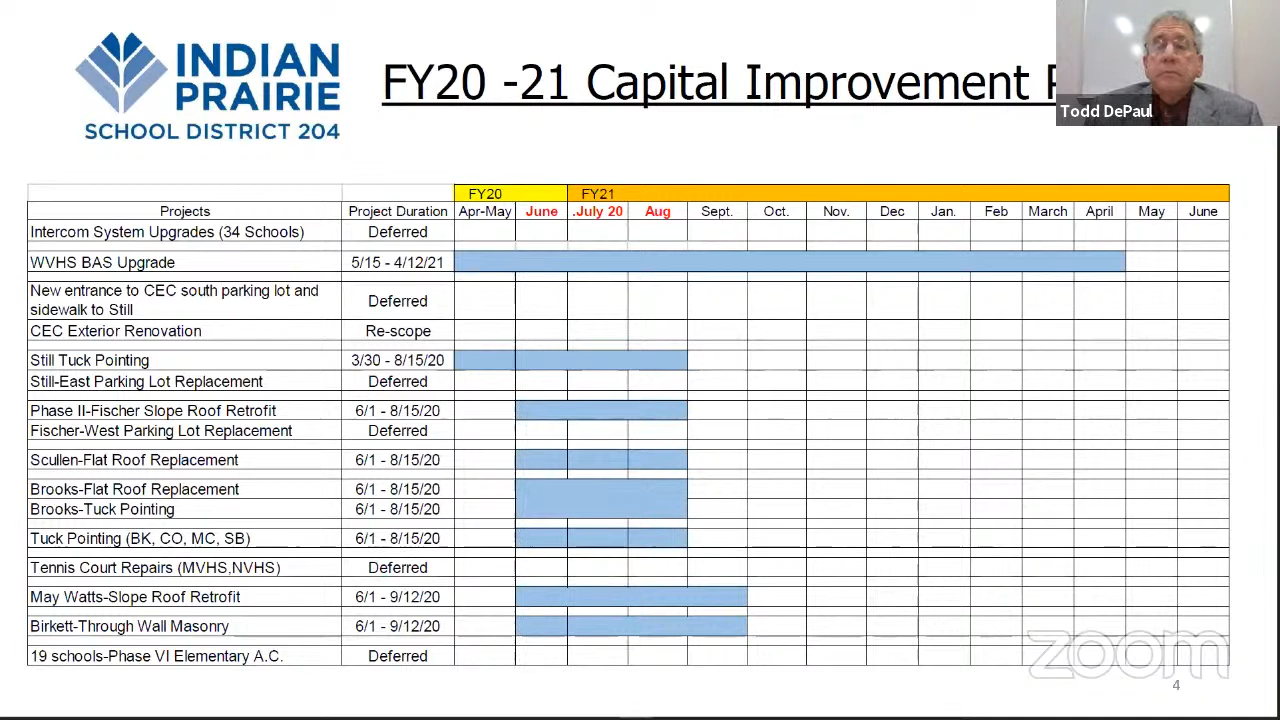 INDIAN
PRAIRIE
SCHOOL DISTRICT 204
FY20 -21 Capital Improvement
Todd DePaul
FY20 FY21
Projects Project Duration Apr-May June .July 20 Aug Sept. Oct. Nov. Dec Jan. Feb March April May June
Intercom System Upgrades (34 Schools) Deferred
WVHS BAS Upgrade 5/15 - 4/12/21
New entrance to CEC south parking lot and
sidewalk to Still Deferred
CEC Exterior Renovation Re-scope
Still Tuck Pointing 3/30 - 8/15/20
Still-East Parking Lot Replacement Deferred
Phase II-Fischer Slope Roof Retrofit 6/1 - 8/15/20
Fischer-West Parking Lot Replacement Deferred
Scullen-Flat Roof Replacement 6/1 - 8/15/20
Brooks-Flat Roof Replacement 6/1 - 8/15/20
Brooks-Tuck Pointing 6/1 - 8/15/20
Tuck Pointing (BK, CO, MC, SB) 6/1 - 8/15/20
Tennis Court Repairs (MVHS,NVHS) Deferred
May Watts-Slope Roof Retrofit 6/1 - 9/12/20
Birkett-Through Wall Masonry 6/1 - 9/12/20
19 schools-Phase VI Elementary A.C. Deferred
zoom
4